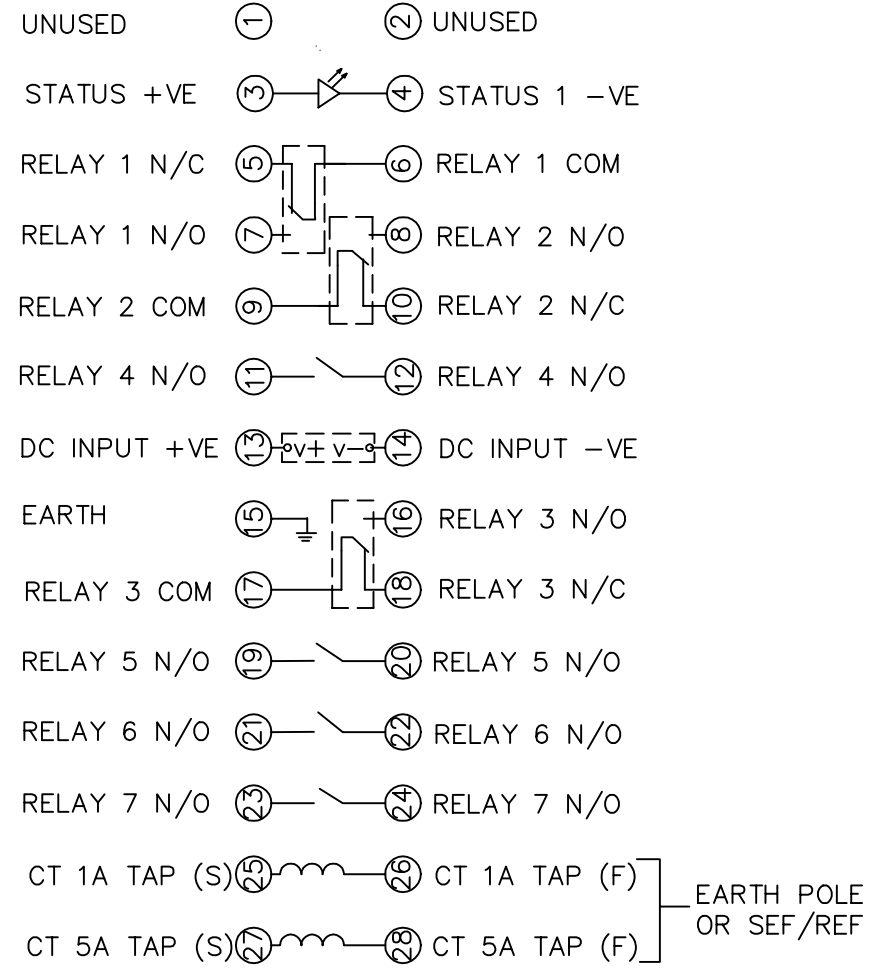 UNUSED 1 2 UNUSED
STATUS +VE 3 4 STATUS 1 −VE
RELAY 1 N/C 5 6 RELAY 1 COM
RELAY 1 N/O 7 8 RELAY 2 N/O
RELAY 2 COM 9 10 RELAY 2 N/C
RELAY 4 N/O 11 12 RELAY 4 N/O
DC INPUT +VE 13 V+ V− 14 DC INPUT −VE
EARTH 15 16 RELAY 3 N/O
RELAY 3 COM 17 18 RELAY 3 N/C
RELAY 5 N/O 19 20 RELAY 5 N/O
RELAY 6 N/O 21 22 RELAY 6 N/O
RELAY 7 N/O 23 24 RELAY 7 N/O
CT 1A TAP (S) 25 26 CT 1A TAP (F)
EARTH POLE
OR SEF/REF
CT 5A TAP (S) 27 28 CT 5A TAP (F)